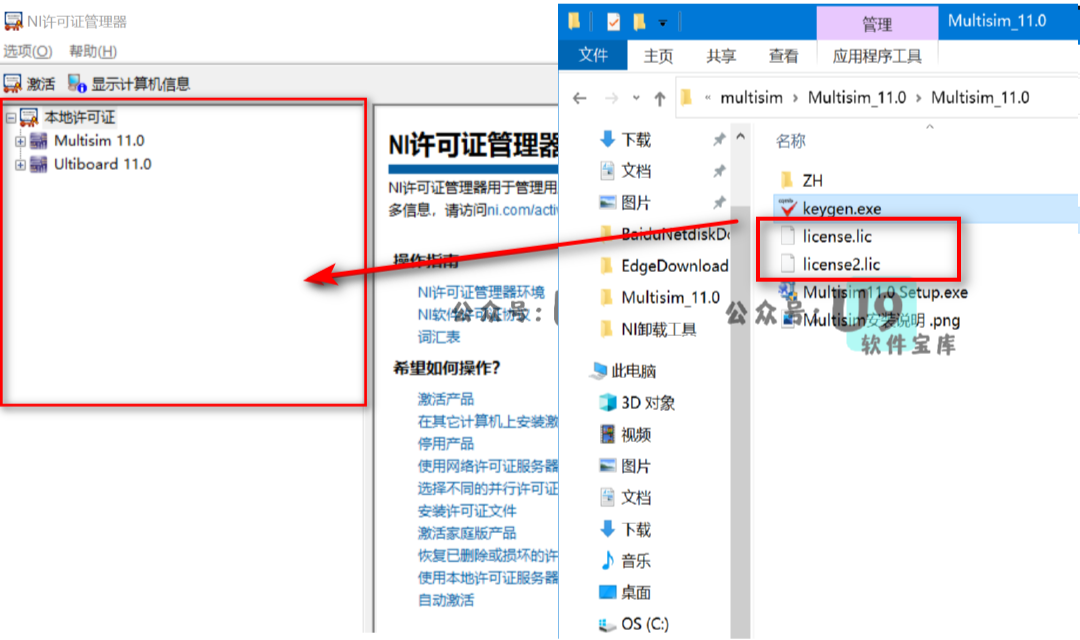 NI许可证管理器
选项(O) 帮助(H)
激活 显示计算机信息
本地许可证
Multisim 11.0
Ultiboard 11.0
NI许可证管理器
NI许可证管理器用于管理用
多信息，请访问ni.com/activ
操作指南
NI许可证管理器环境
NI软件许可证协议
词汇表
希望如何操作?
激活产品
在其它计算机上安装激
停用产品
使用网络许可证服务器
选择不同的并行许可证
安装许可证文件
激活家庭版产品
恢复已删除或损坏的许
使用本地许可证服务器
自动激活
公众号：
管理 Multisim_11.0
文件 主页 共享 查看 应用程序工具
« multisim › Multisim_11.0 › Multisim_11.0
下载
文档
图片
BaiduNetdiskDo
EdgeDownload
Multisim_11.0
NI卸载工具
此电脑
3D 对象
视频
图片
文档
下载
音乐
桌面
OS (C:)
名称
ZH
keygen.exe
license.lic
license2.lic
Multisim11.0 Setup.exe
Multisim安装说明 .png
公众号：U9
软件宝库